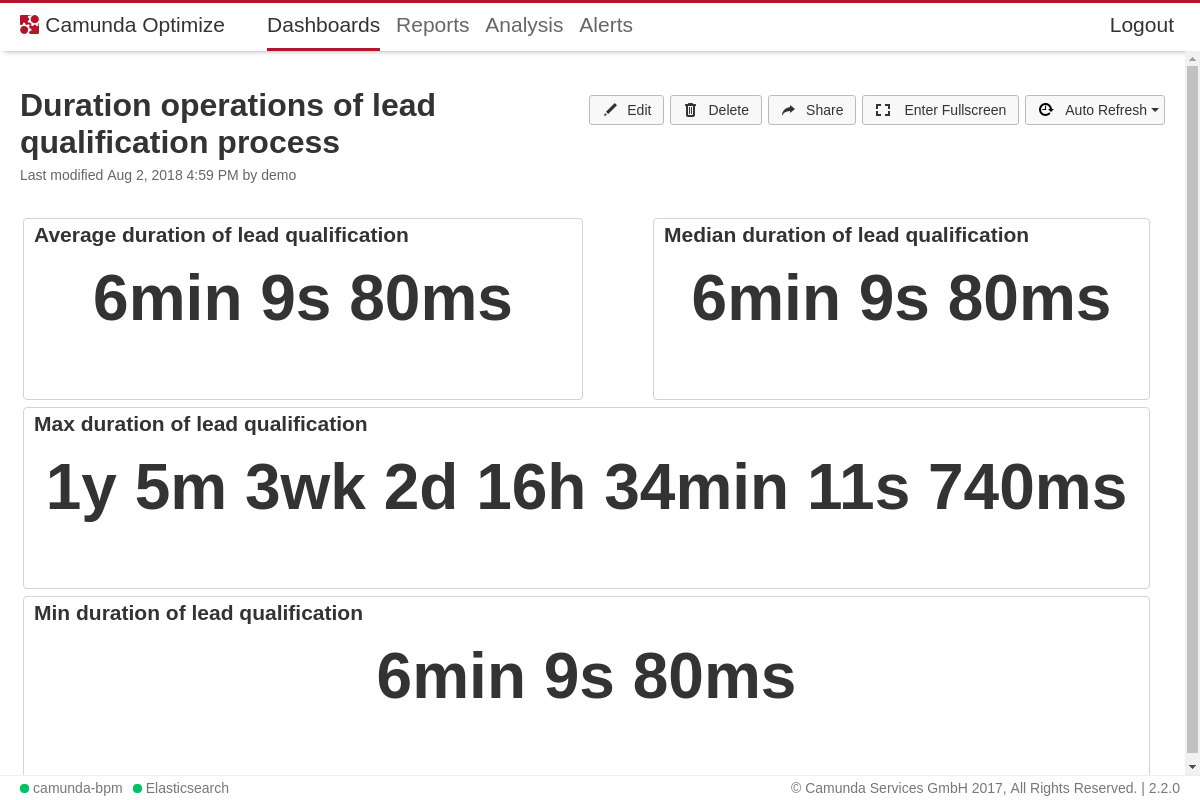 Camunda Optimize Dashboards Reports Analysis Alerts Logout
Duration operations of lead
qualification process
Edit Delete Share Enter Fullscreen Auto Refresh
Last modified Aug 2, 2018 4:59 PM by demo
Average duration of lead qualification
6min 9s 80ms
Median duration of lead qualification
6min 9s 80ms
Max duration of lead qualification
1y 5m 3wk 2d 16h 34min 11s 740ms
Min duration of lead qualification
6min 9s 80ms
camunda-bpm Elasticsearch © Camunda Services GmbH 2017, All Rights Reserved. | 2.2.0